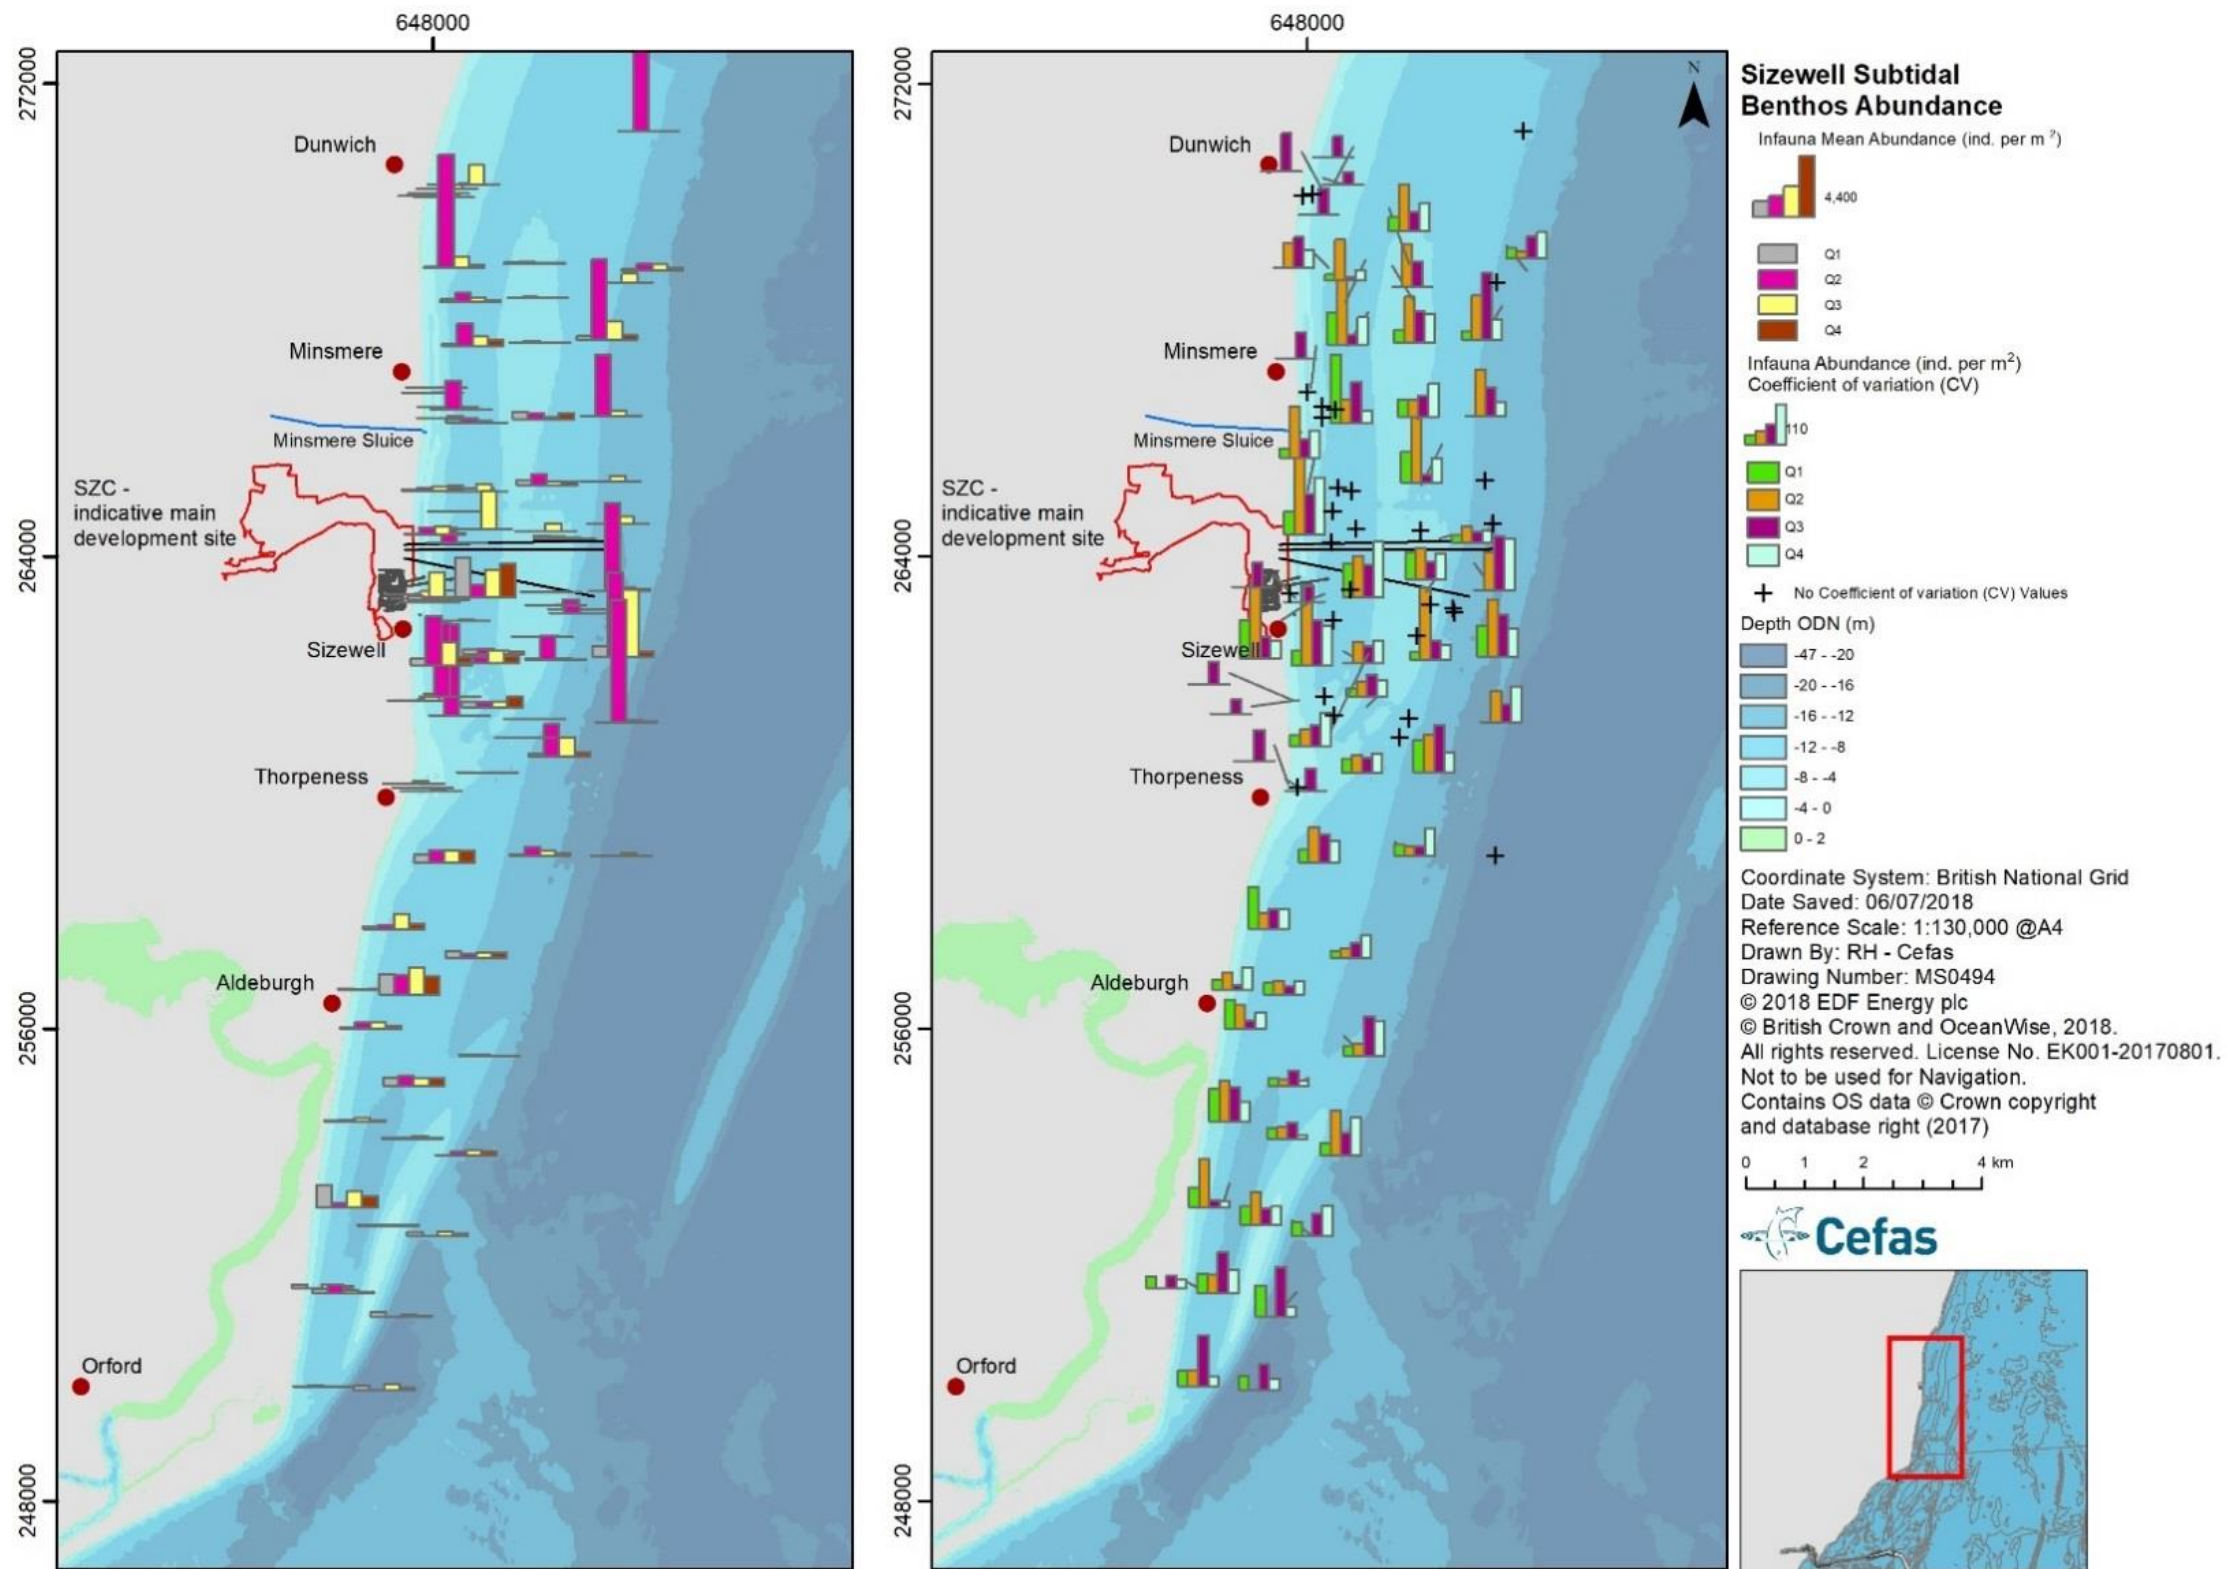 648000
272000
264000
256000
248000
Dunwich
Minsmere
Minsmere Sluice
SZC -
indicative main
development site
Sizewell
Thorpeness
Aldeburgh
Orford
648000
272000
264000
256000
248000
N
Dunwich
Minsmere
Minsmere Sluice
SZC -
indicative main
development site
Sizewell
Thorpeness
Aldeburgh
Orford
Sizewell Subtidal
Benthos Abundance
Infauna Mean Abundance (ind. per m²)
4,400
Q1
Q2
Q3
Q4
Infauna Abundance (ind. per m²)
Coefficient of variation (CV)
110
Q1
Q2
Q3
Q4
+ No Coefficient of variation (CV) Values
Depth ODN (m)
-47 - -20
-20 - -16
-16 - -12
-12 - -8
-8 - -4
-4 - 0
0 - 2
Coordinate System: British National Grid
Date Saved: 06/07/2018
Reference Scale: 1:130,000 @A4
Drawn By: RH - Cefas
Drawing Number: MS0494
© 2018 EDF Energy plc
© British Crown and OceanWise, 2018.
All rights reserved. License No. EK001-20170801.
Not to be used for Navigation.
Contains OS data © Crown copyright
and database right (2017)
0 1 2 4 km
Cefas